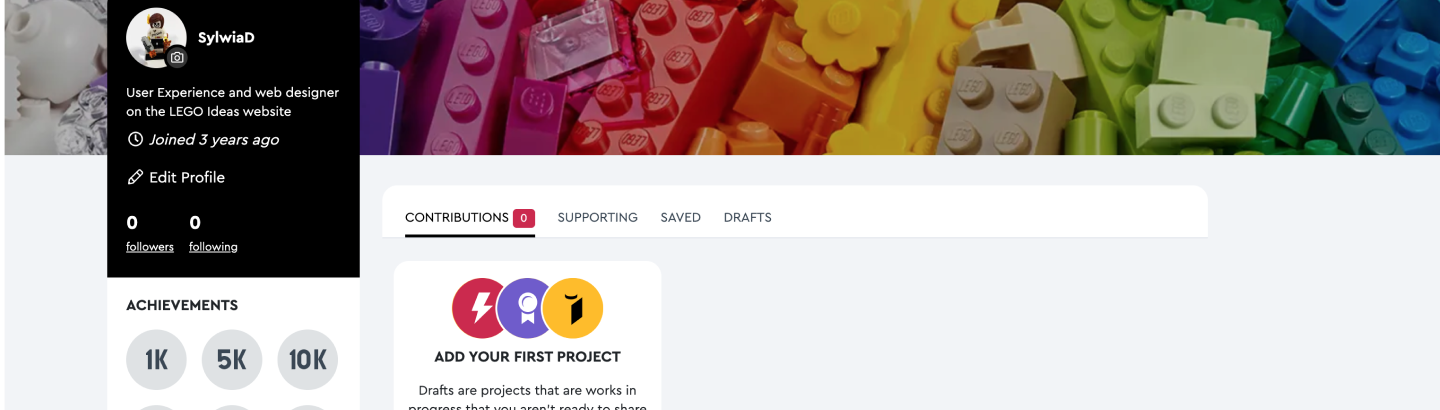 SylwiaD
User Experience and web designer
on the LEGO Ideas website
Joined 3 years ago
Edit Profile
0 0
followers following
ACHIEVEMENTS
1K 5K 10K
CONTRIBUTIONS 0 SUPPORTING SAVED DRAFTS
ADD YOUR FIRST PROJECT
Drafts are projects that are works in
progress that you aren't ready to share